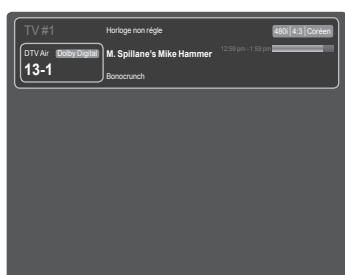 TV #1
Horloge non régle
480i 4:3 Coréen
DTV Air Dolby Digital
M. Spillane's Mike Hammer
12:59 pm - 1:59 pm
13-1
Bonocrunch